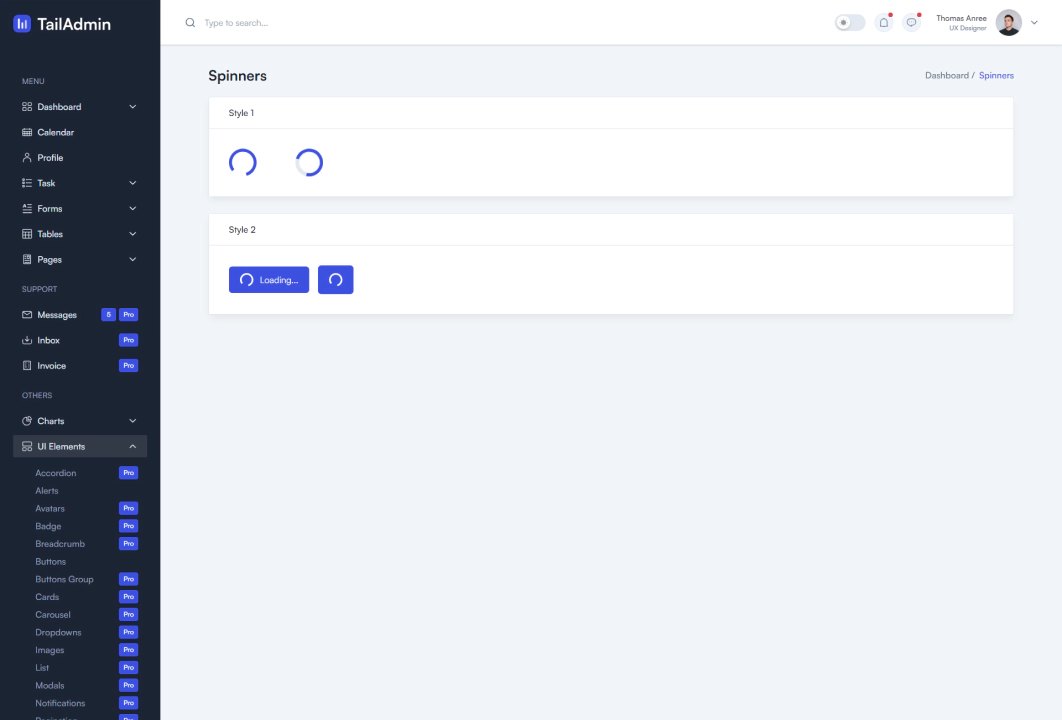 TailAdmin
Type to search...
Thomas Anree
UX Designer
MENU
Dashboard
Calendar
Profile
Task
Forms
Tables
Pages
SUPPORT
Messages 5 Pro
Inbox Pro
Invoice Pro
OTHERS
Charts
UI Elements
Accordion Pro
Alerts
Avatars Pro
Badge Pro
Breadcrumb Pro
Buttons
Buttons Group Pro
Cards Pro
Carousel Pro
Dropdowns Pro
Images Pro
List Pro
Modals Pro
Notifications Pro
Pagination Pro
Spinners
Dashboard / Spinners
Style 1
Style 2
Loading...